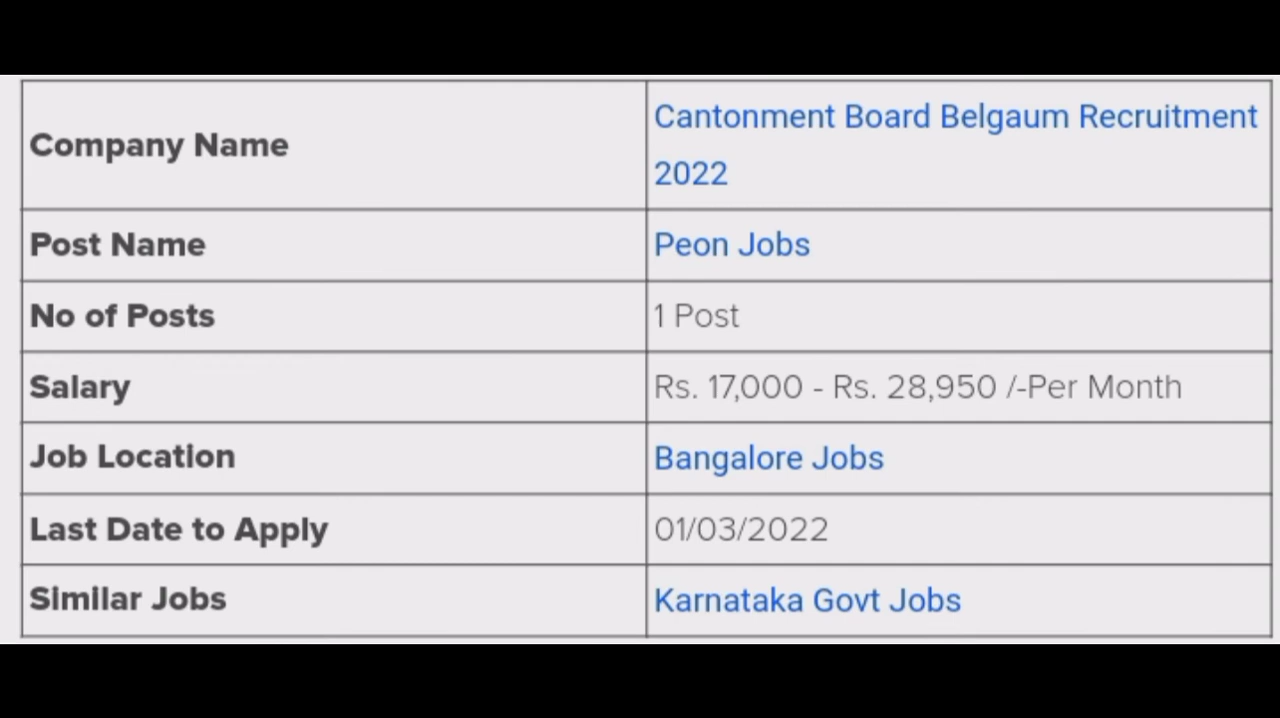 Company Name
Cantonment Board Belgaum Recruitment
2022
Post Name
Peon Jobs
No of Posts
1 Post
Salary
Rs. 17,000 - Rs. 28,950 /-Per Month
Job Location
Bangalore Jobs
Last Date to Apply
01/03/2022
Similar Jobs
Karnataka Govt Jobs